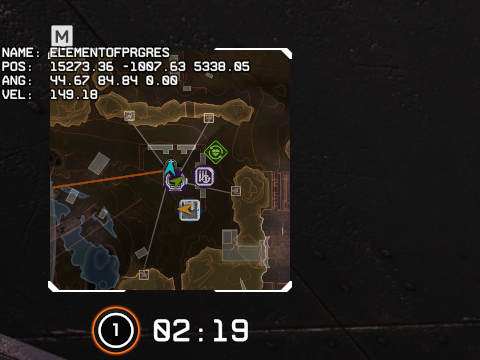 M
NAME: ELEMENTOFPRGRES
POS: 15273.36 -1007.63 5338.05
ANG: 44.67 84.84 0.00
VEL: 149.18
1 02:19